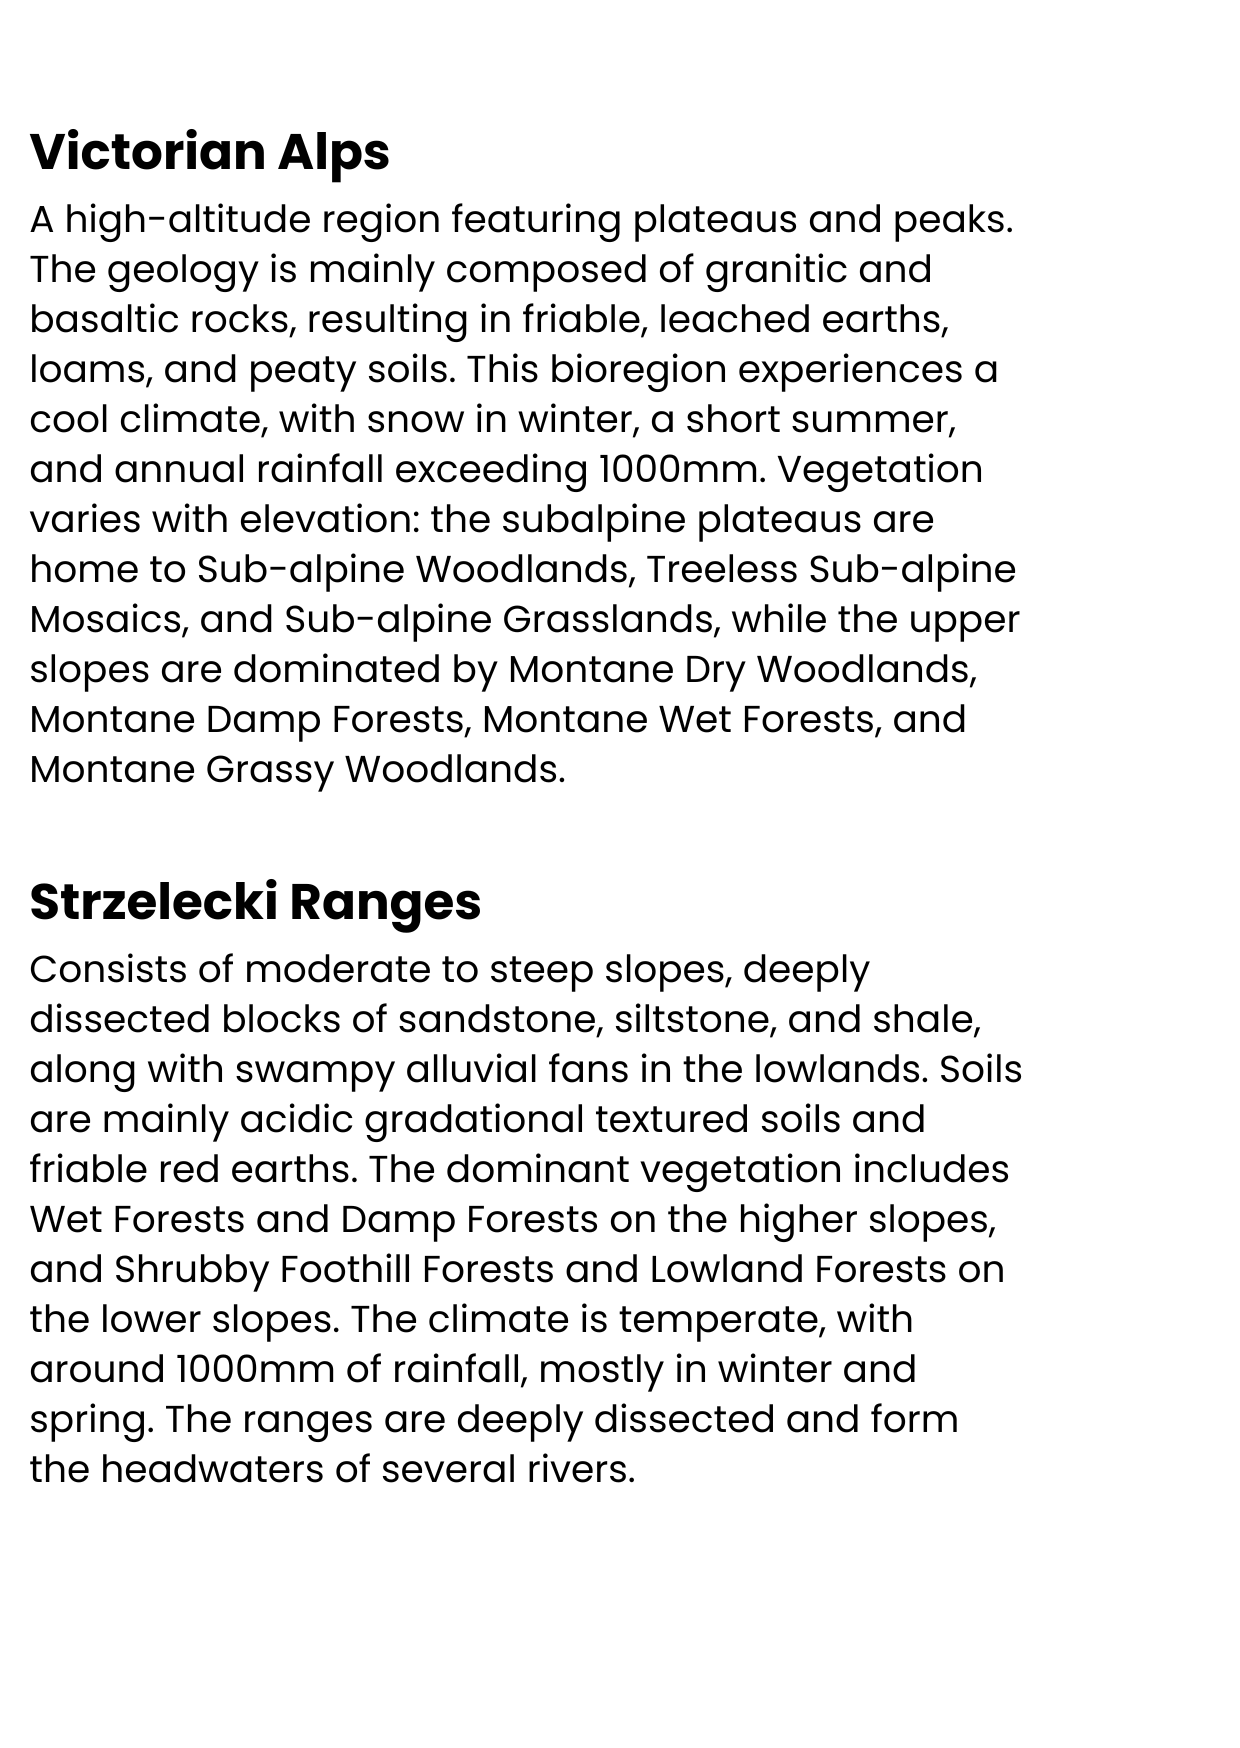 Victorian Alps
A high-altitude region featuring plateaus and peaks.
The geology is mainly composed of granitic and
basaltic rocks, resulting in friable, leached earths,
loams, and peaty soils. This bioregion experiences a
cool climate, with snow in winter, a short summer,
and annual rainfall exceeding 1000mm. Vegetation
varies with elevation: the subalpine plateaus are
home to Sub-alpine Woodlands, Treeless Sub-alpine
Mosaics, and Sub-alpine Grasslands, while the upper
slopes are dominated by Montane Dry Woodlands,
Montane Damp Forests, Montane Wet Forests, and
Montane Grassy Woodlands.
Strzelecki Ranges
Consists of moderate to steep slopes, deeply
dissected blocks of sandstone, siltstone, and shale,
along with swampy alluvial fans in the lowlands. Soils
are mainly acidic gradational textured soils and
friable red earths. The dominant vegetation includes
Wet Forests and Damp Forests on the higher slopes,
and Shrubby Foothill Forests and Lowland Forests on
the lower slopes. The climate is temperate, with
around 1000mm of rainfall, mostly in winter and
spring. The ranges are deeply dissected and form
the headwaters of several rivers.